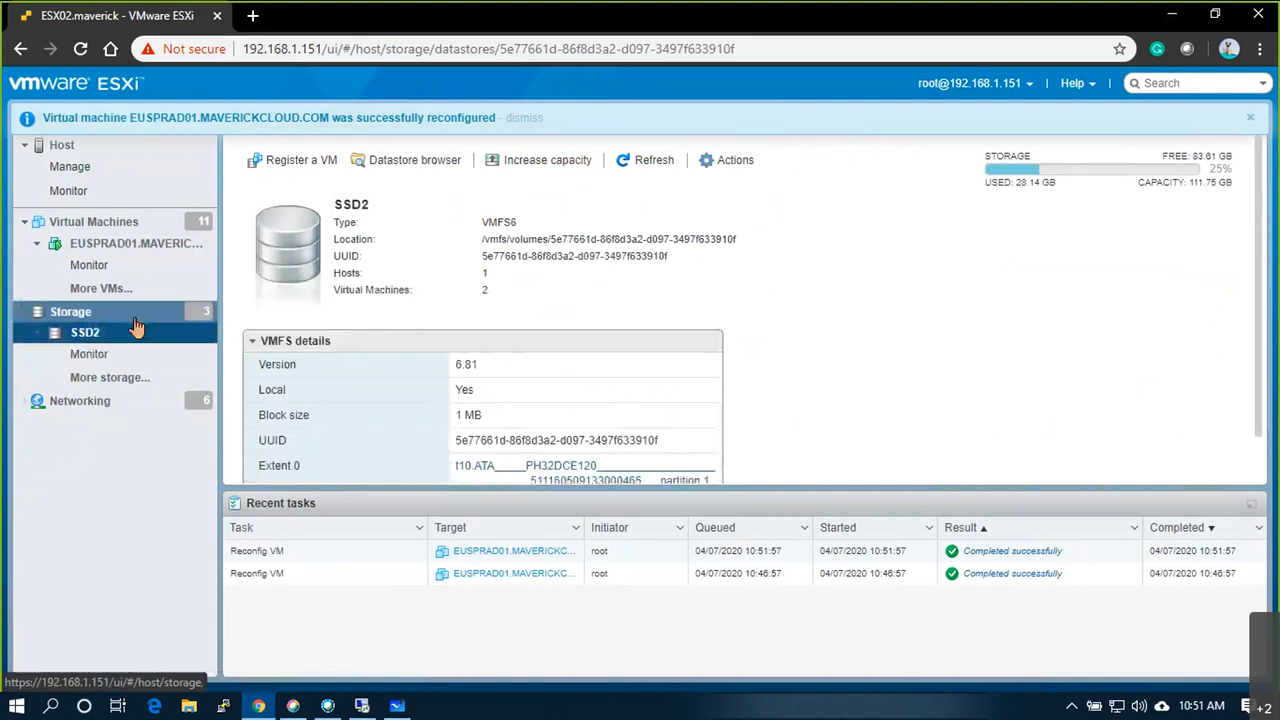 ESX02.maverick - VMware ESXi
Not secure 192.168.1.151/ui/#/host/storage/datastores/5e77661d-86f8d3a2-d097-3497f633910f
vmware ESXi™ root@192.168.1.151 Help Search
Virtual machine EUSPRAD01.MAVERICKCLOUD.COM was successfully reconfigured - dismiss
Host
Manage
Monitor
Virtual Machines 11
EUSPRAD01.MAVERIC...
Monitor
More VMs...
Storage 3
SSD2
Monitor
More storage...
Networking 6
Register a VM Datastore browser Increase capacity Refresh Actions
STORAGE FREE: 83.61 GB
25%
USED: 28.14 GB CAPACITY: 111.75 GB
SSD2
Type: VMFS6
Location: /vmfs/volumes/5e77661d-86f8d3a2-d097-3497f633910f
UUID: 5e77661d-86f8d3a2-d097-3497f633910f
Hosts: 1
Virtual Machines: 2
VMFS details
Version 6.81
Local Yes
Block size 1 MB
UUID 5e77661d-86f8d3a2-d097-3497f633910f
Extent 0 t10.ATA_____PH32DCE120__________________________
511160509133000465__, partition 1
Recent tasks
Task Target Initiator Queued Started Result Completed
Reconfig VM EUSPRAD01.MAVERICKC... root 04/07/2020 10:51:57 04/07/2020 10:51:57 Completed successfully 04/07/2020 10:51:57
Reconfig VM EUSPRAD01.MAVERICKC... root 04/07/2020 10:46:57 04/07/2020 10:46:57 Completed successfully 04/07/2020 10:46:57
https://192.168.1.151/ui/#/host/storage,
10:51 AM +2